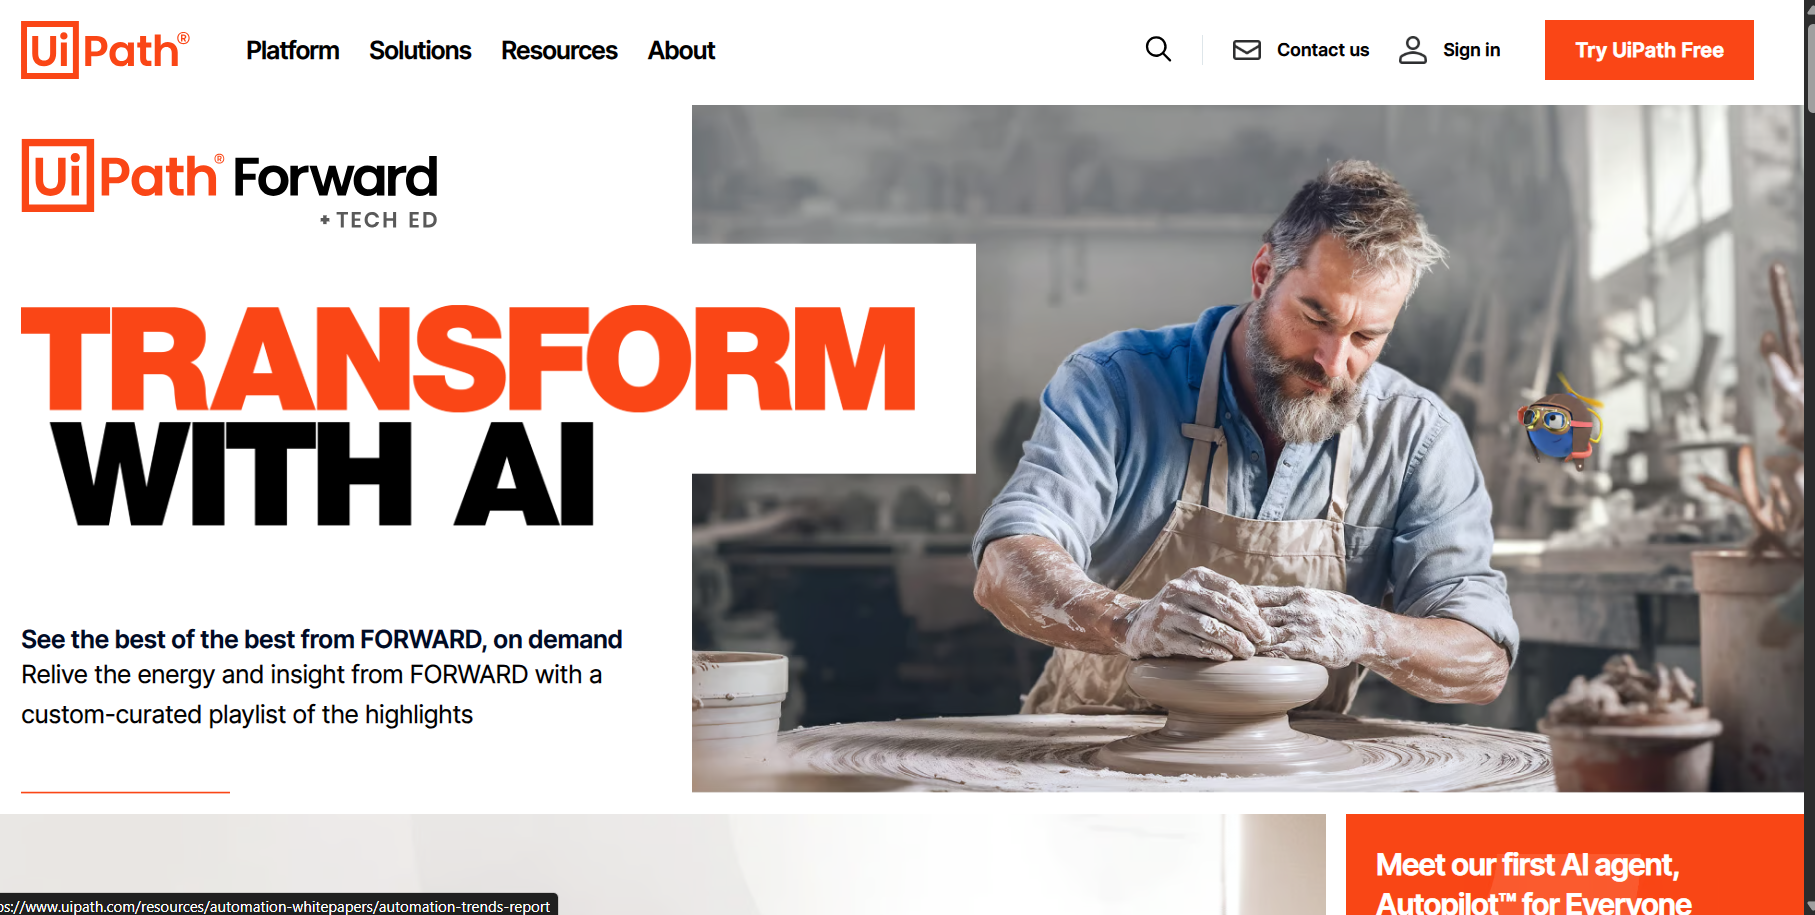 UiPath®
Platform
Solutions
Resources
About
Contact us
Sign in
Try UiPath Free
UiPath® Forward
+ TECH ED
TRANSFORM
WITH AI
See the best of the best from FORWARD, on demand
Relive the energy and insight from FORWARD with a
custom-curated playlist of the highlights
Meet our first AI agent,
Autopilot™ for Everyone
ps://www.uipath.com/resources/automation-whitepapers/automation-trends-report